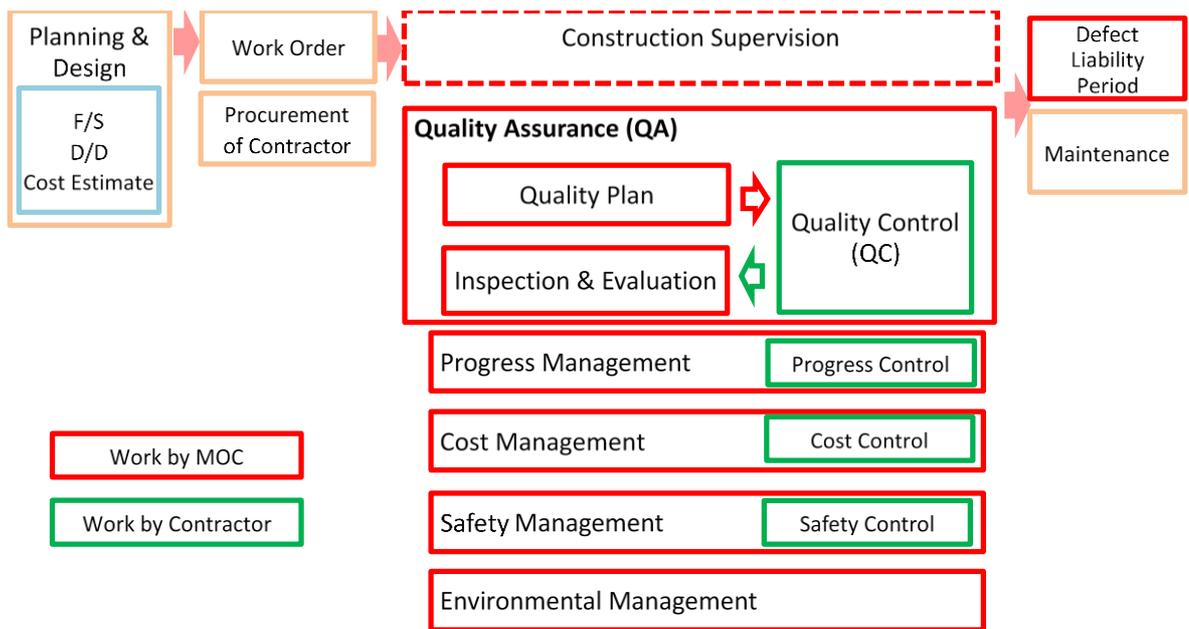 Planning &
Design
F/S
D/D
Cost Estimate
Work Order
Procurement
of Contractor
Construction Supervision
Quality Assurance (QA)
Quality Plan
Inspection & Evaluation
Quality Control
(QC)
Progress Management
Progress Control
Cost Management
Cost Control
Safety Management
Safety Control
Environmental Management
Defect
Liability
Period
Maintenance
Work by MOC
Work by Contractor